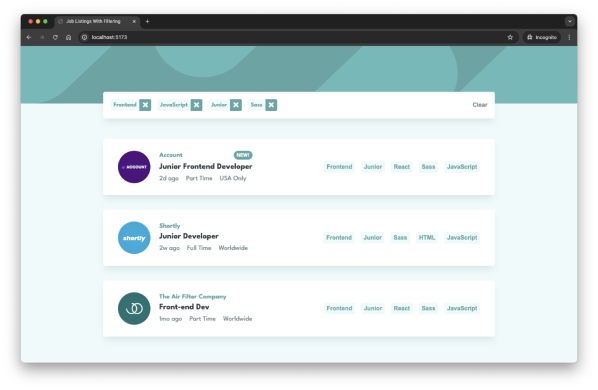 Job Listings With Filtering
localhost:5173
Incognito
Frontend JavaScript Junior Sass Clear
ACCOUNT
Account NEW!
Junior Frontend Developer
2d ago Part Time USA Only
Frontend Junior React Sass JavaScript
shortly
Shortly
Junior Developer
2w ago Full Time Worldwide
Frontend Junior Sass HTML JavaScript
The Air Filter Company
Front-end Dev
1mo ago Part Time Worldwide
Frontend Junior React Sass JavaScript